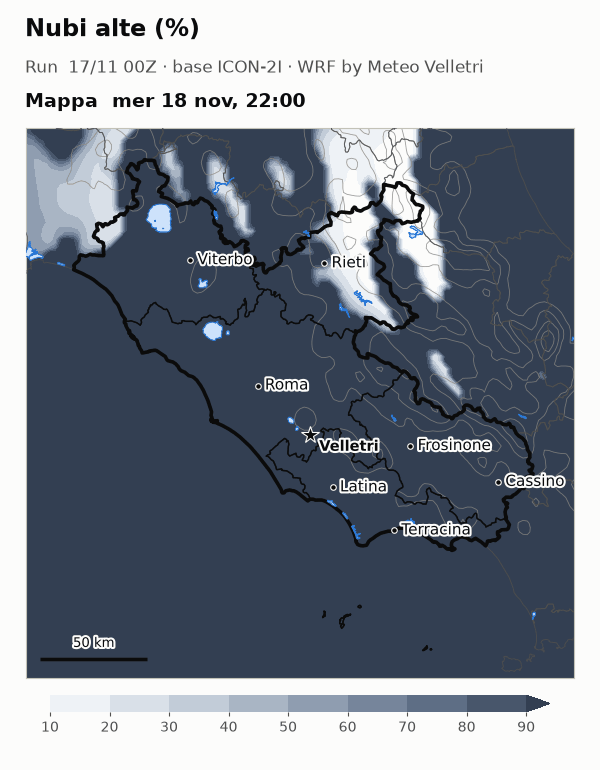 Nubi alte (%)
Run  17/11 00Z · base ICON-2I · WRF by Meteo Velletri
Mappa  mer 18 nov, 22:00
Viterbo
Rieti
Roma
Velletri
Frosinone
Cassino
Latina
Terracina
50 km
10 20 30 40 50 60 70 80 90